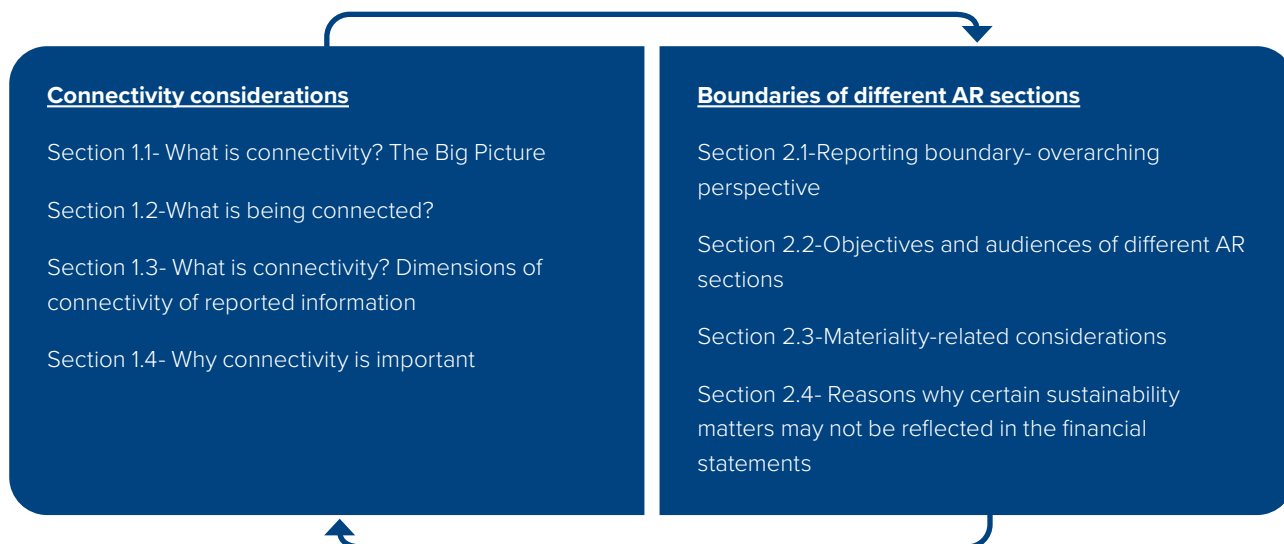 Connectivity considerations
Section 1.1- What is connectivity? The Big Picture
Section 1.2-What is being connected?
Section 1.3- What is connectivity? Dimensions of
connectivity of reported information
Section 1.4- Why connectivity is important
Boundaries of different AR sections
Section 2.1-Reporting boundary- overarching
perspective
Section 2.2-Objectives and audiences of different AR
sections
Section 2.3-Materiality-related considerations
Section 2.4- Reasons why certain sustainability
matters may not be reflected in the financial
statements